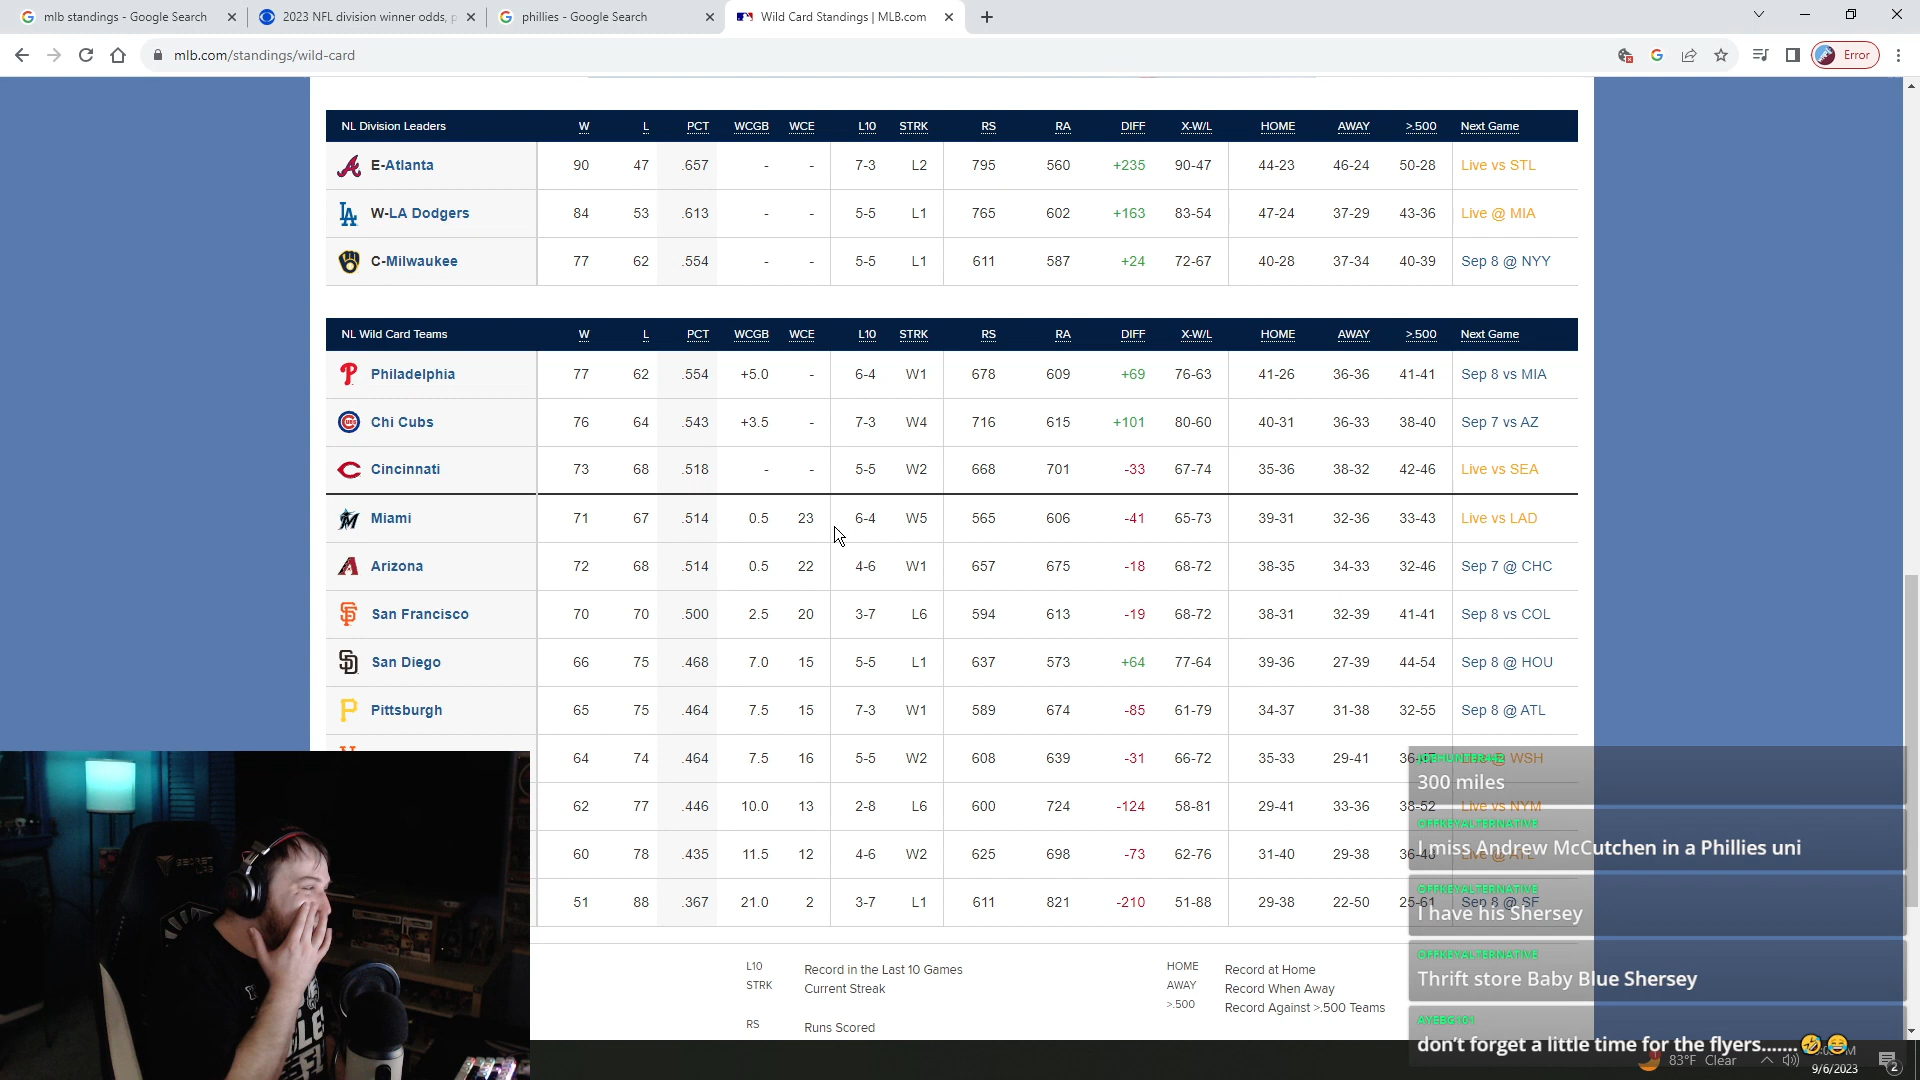 mlb standings - Google Search
2023 NFL division winner odds, p
phillies - Google Search
Wild Card Standings | MLB.com
mlb.com/standings/wild-card
Error
NL Division Leaders W L PCT WCGB WCE L10 STRK RS RA DIFF X-W/L HOME AWAY >.500 Next Game
E-Atlanta 90 47 .657 - - 7-3 L2 795 560 +235 90-47 44-23 46-24 50-28 Live vs STL
W-LA Dodgers 84 53 .613 - - 5-5 L1 765 602 +163 83-54 47-24 37-29 43-36 Live @ MIA
C-Milwaukee 77 62 .554 - - 5-5 L1 611 587 +24 72-67 40-28 37-34 40-39 Sep 8 @ NYY
NL Wild Card Teams W L PCT WCGB WCE L10 STRK RS RA DIFF X-W/L HOME AWAY >.500 Next Game
Philadelphia 77 62 .554 +5.0 - 6-4 W1 678 609 +69 76-63 41-26 36-36 41-41 Sep 8 vs MIA
Chi Cubs 76 64 .543 +3.5 - 7-3 W4 716 615 +101 80-60 40-31 36-33 38-40 Sep 7 vs AZ
Cincinnati 73 68 .518 - - 5-5 W2 668 701 -33 67-74 35-36 38-32 42-46 Live vs SEA
Miami 71 67 .514 0.5 23 6-4 W5 565 606 -41 65-73 39-31 32-36 33-43 Live vs LAD
Arizona 72 68 .514 0.5 22 4-6 W1 657 675 -18 68-72 38-35 34-33 32-46 Sep 7 @ CHC
San Francisco 70 70 .500 2.5 20 3-7 L6 594 613 -19 68-72 38-31 32-39 41-41 Sep 8 vs COL
San Diego 66 75 .468 7.0 15 5-5 L1 637 573 +64 77-64 39-36 27-39 44-54 Sep 8 @ HOU
Pittsburgh 65 75 .464 7.5 15 7-3 W1 589 674 -85 61-79 34-37 31-38 32-55 Sep 8 @ ATL
64 74 .464 7.5 16 5-5 W2 608 639 -31 66-72 35-33 29-41 WSH
62 77 .446 10.0 13 2-8 L6 600 724 -124 58-81 29-41 33-36 38-52 Live vs NYM
60 78 .435 11.5 12 4-6 W2 625 698 -73 62-76 31-40 29-38 Live @ ATL
51 88 .367 21.0 2 3-7 L1 611 821 -210 51-88 29-38 22-50 25-61 Sep 8 @ SF
300 miles
OFFKEYALTERNATIVE
I miss Andrew McCutchen in a Phillies uni
OFFKEYALTERNATIVE
I have his Shersey
OFFKEYALTERNATIVE
Thrift store Baby Blue Shersey
don't forget a little time for the flyers.......🤣😂
L10 Record in the Last 10 Games
STRK Current Streak
RS Runs Scored
HOME Record at Home
AWAY Record When Away
>.500 Record Against >.500 Teams
83°F Clear
9/6/2023
2